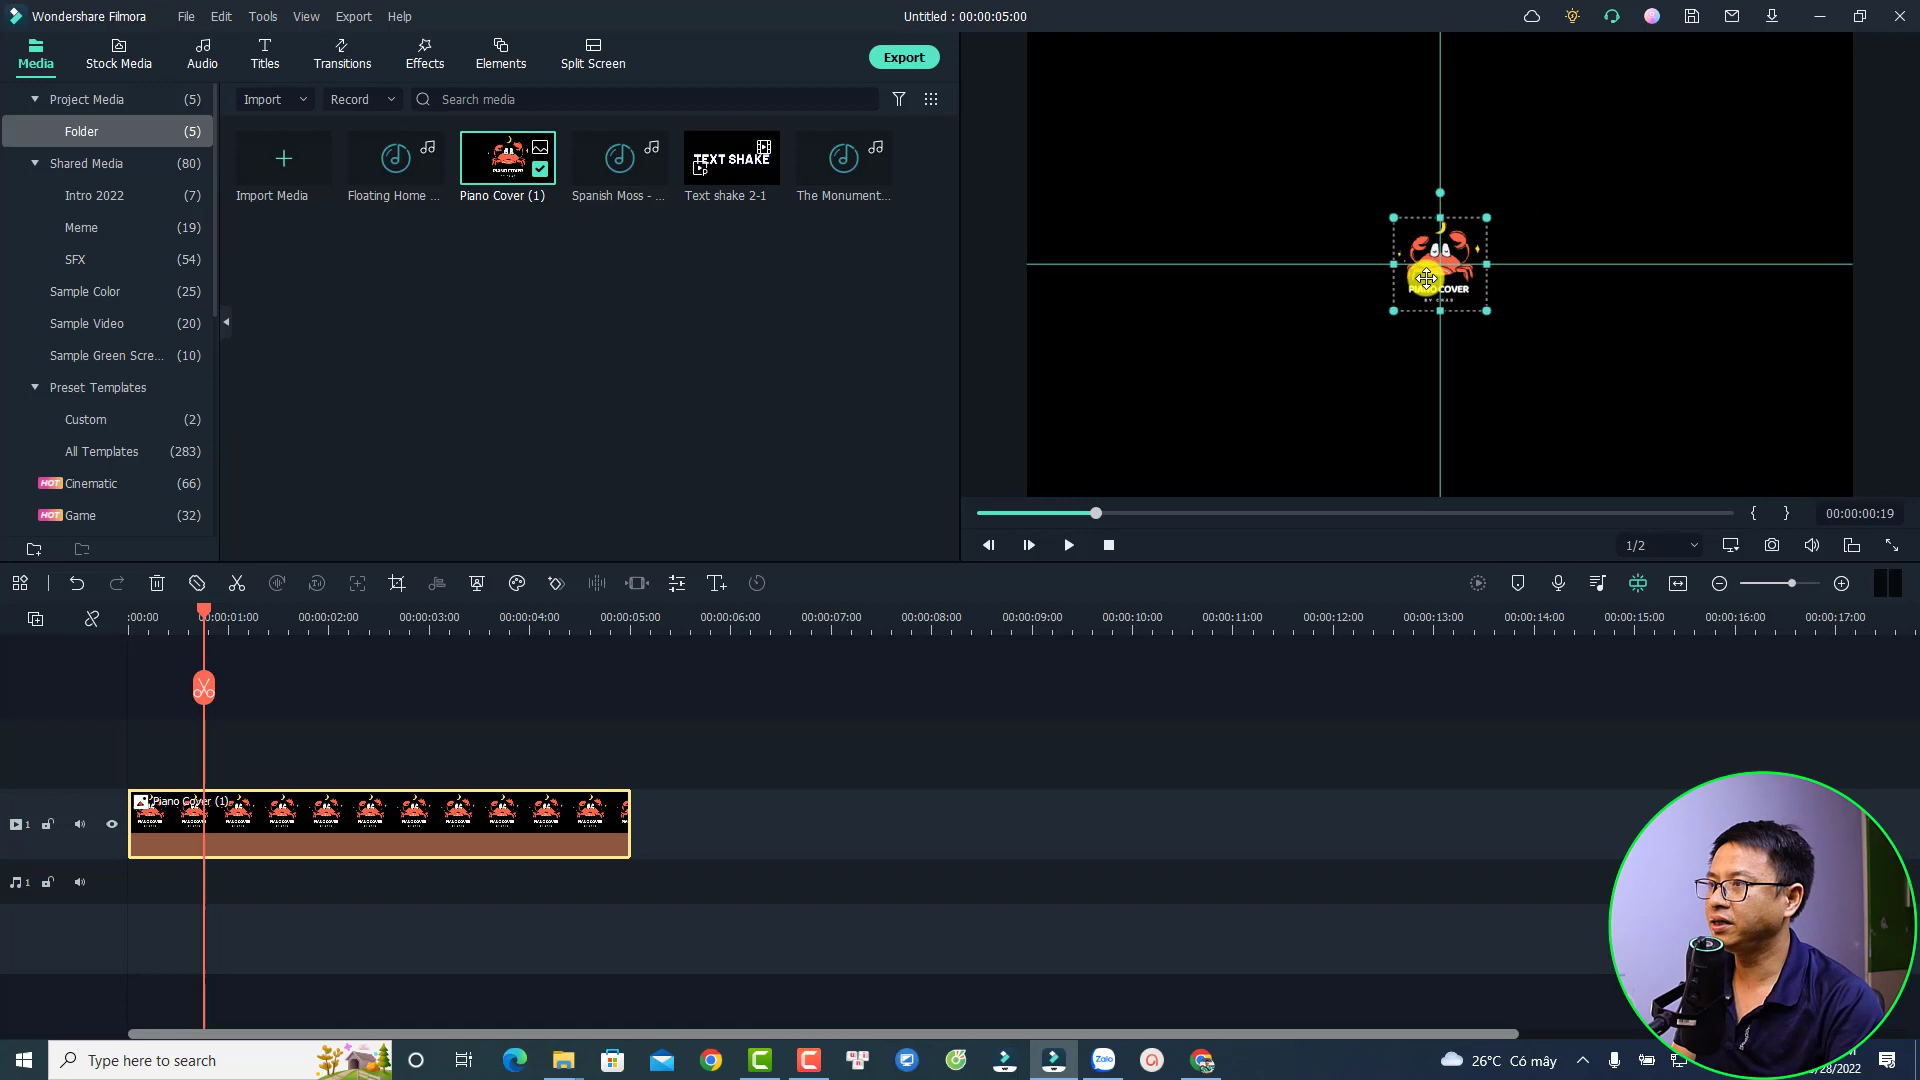 Wondershare Filmora File Edit Tools View Export Help Untitled : 00:00:05:00
Media Stock Media Audio Titles Transitions Effects Elements Split Screen Export
Project Media (5)
Folder (5)
Shared Media (80)
Intro 2022 (7)
Meme (19)
SFX (54)
Sample Color (25)
Sample Video (20)
Sample Green Scre... (10)
Preset Templates
Custom (2)
All Templates (283)
HOT Cinematic (66)
HOT Game (32)
Import Record Search media
TEXT SHAKE
Import Media Floating Home ... Piano Cover (1) Spanish Moss - ... Text shake 2-1 The Monument...
PIANO COVER
BY CRAB
00:00:00:19
1/2
:00:00 00:00:01:00 00:00:02:00 00:00:03:00 00:00:04:00 00:00:05:00 00:00:06:00 00:00:07:00 00:00:08:00 00:00:09:00 00:00:10:00 00:00:11:00 00:00:12:00 00:00:13:00 00:00:14:00 00:00:15:00 00:00:16:00 00:00:17:00
Piano Cover (1)
1
1
Type here to search
Zalo
26°C Có mây
/28/2022